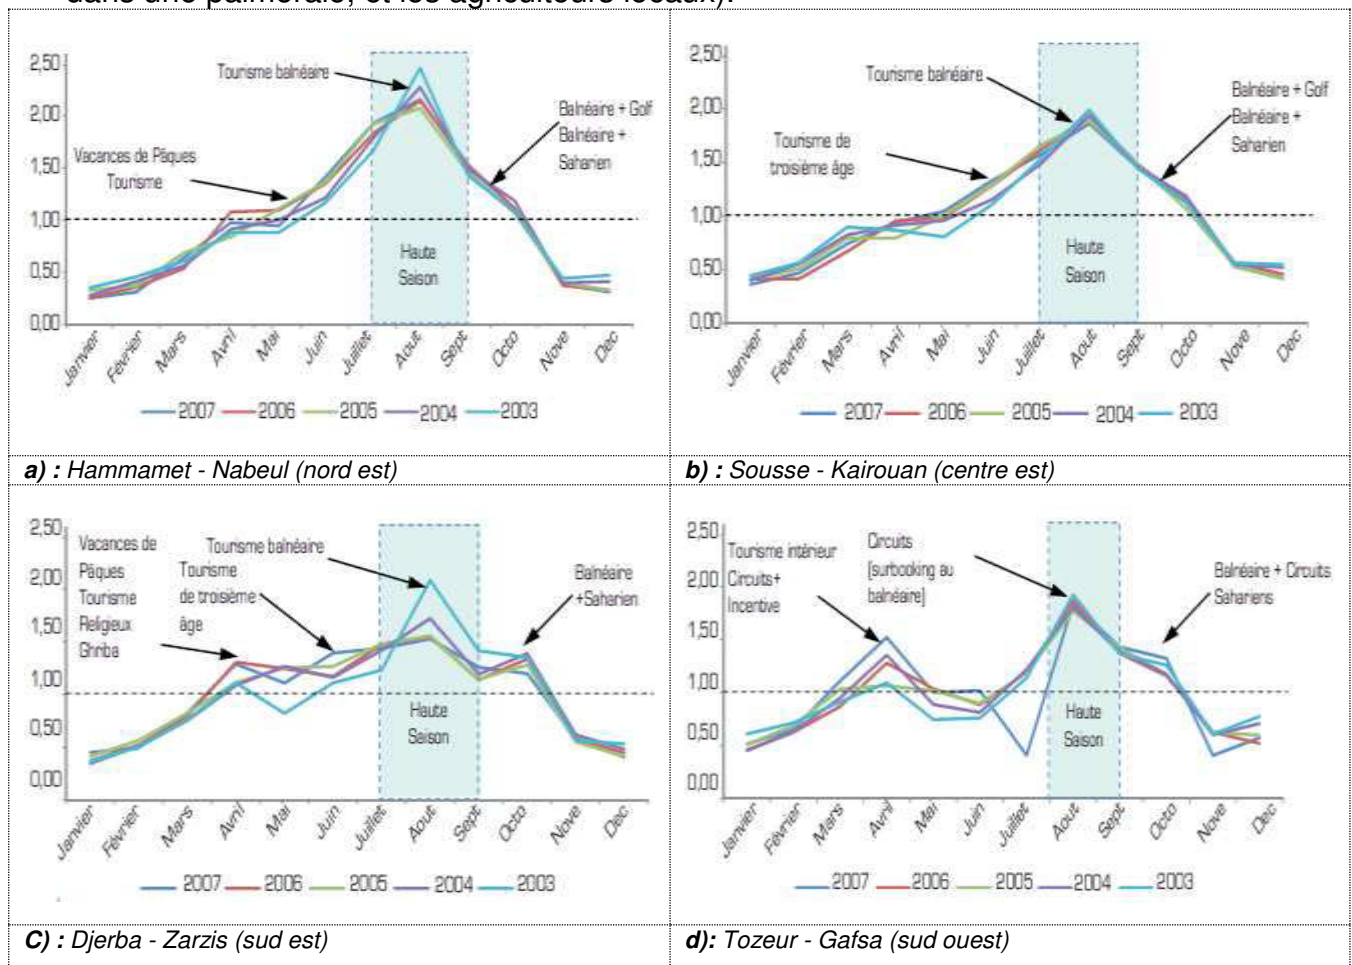 dans une palmeraie, et les agriculteurs locaux).
2,50
2,00
1,50
1,00
0,50
0,00
Tourisme balnéaire
Balnéaire + Golf
Balnéaire +
Saharien
Vacances de Pâques
Tourisme
Haute
Saison
Janvier
Février
Mars
Avril
Mai
Juin
Juillet
Aout
Sept
Octo
Nove
Dec
2007 2006 2005 2004 2003
a) : Hammamet - Nabeul (nord est)
2,50
2,00
1,50
1,00
0,50
0,00
Tourisme balnéaire
Balnéaire + Golf
Balnéaire +
Saharien
Tourisme de
troisième âge
Haute
Saison
Janvier
Février
Mars
Avril
Mai
Juin
Juillet
Aout
Sept
Octo
Nove
Dec
2007 2006 2005 2004 2003
b) : Sousse - Kairouan (centre est)
2,50
2,00
1,50
1,00
0,50
0,00
Vacances de
Pâques
Tourisme
Religieux
Ghriba
Tourisme balnéaire
Tourisme
de troisième
âge
Balnéaire
+Saharien
Haute
Saison
Janvier
Février
Mars
Avril
Mai
Juin
Juillet
Aout
Sept
Octo
Nove
Dec
2007 2006 2005 2004 2003
C) : Djerba - Zarzis (sud est)
2,50
2,00
1,50
1,00
0,50
0,00
Tourisme intérieur
Circuits+
Incentive
Circuits
(surbooking au
balnéaire)
Balnéaire + Circuits
Sahariens
Haute
Saison
Janvier
Février
Mars
Avril
Mai
Juin
Juillet
Aout
Sept
Octo
Nove
Dec
2007 2006 2005 2004 2003
d): Tozeur - Gafsa (sud ouest)